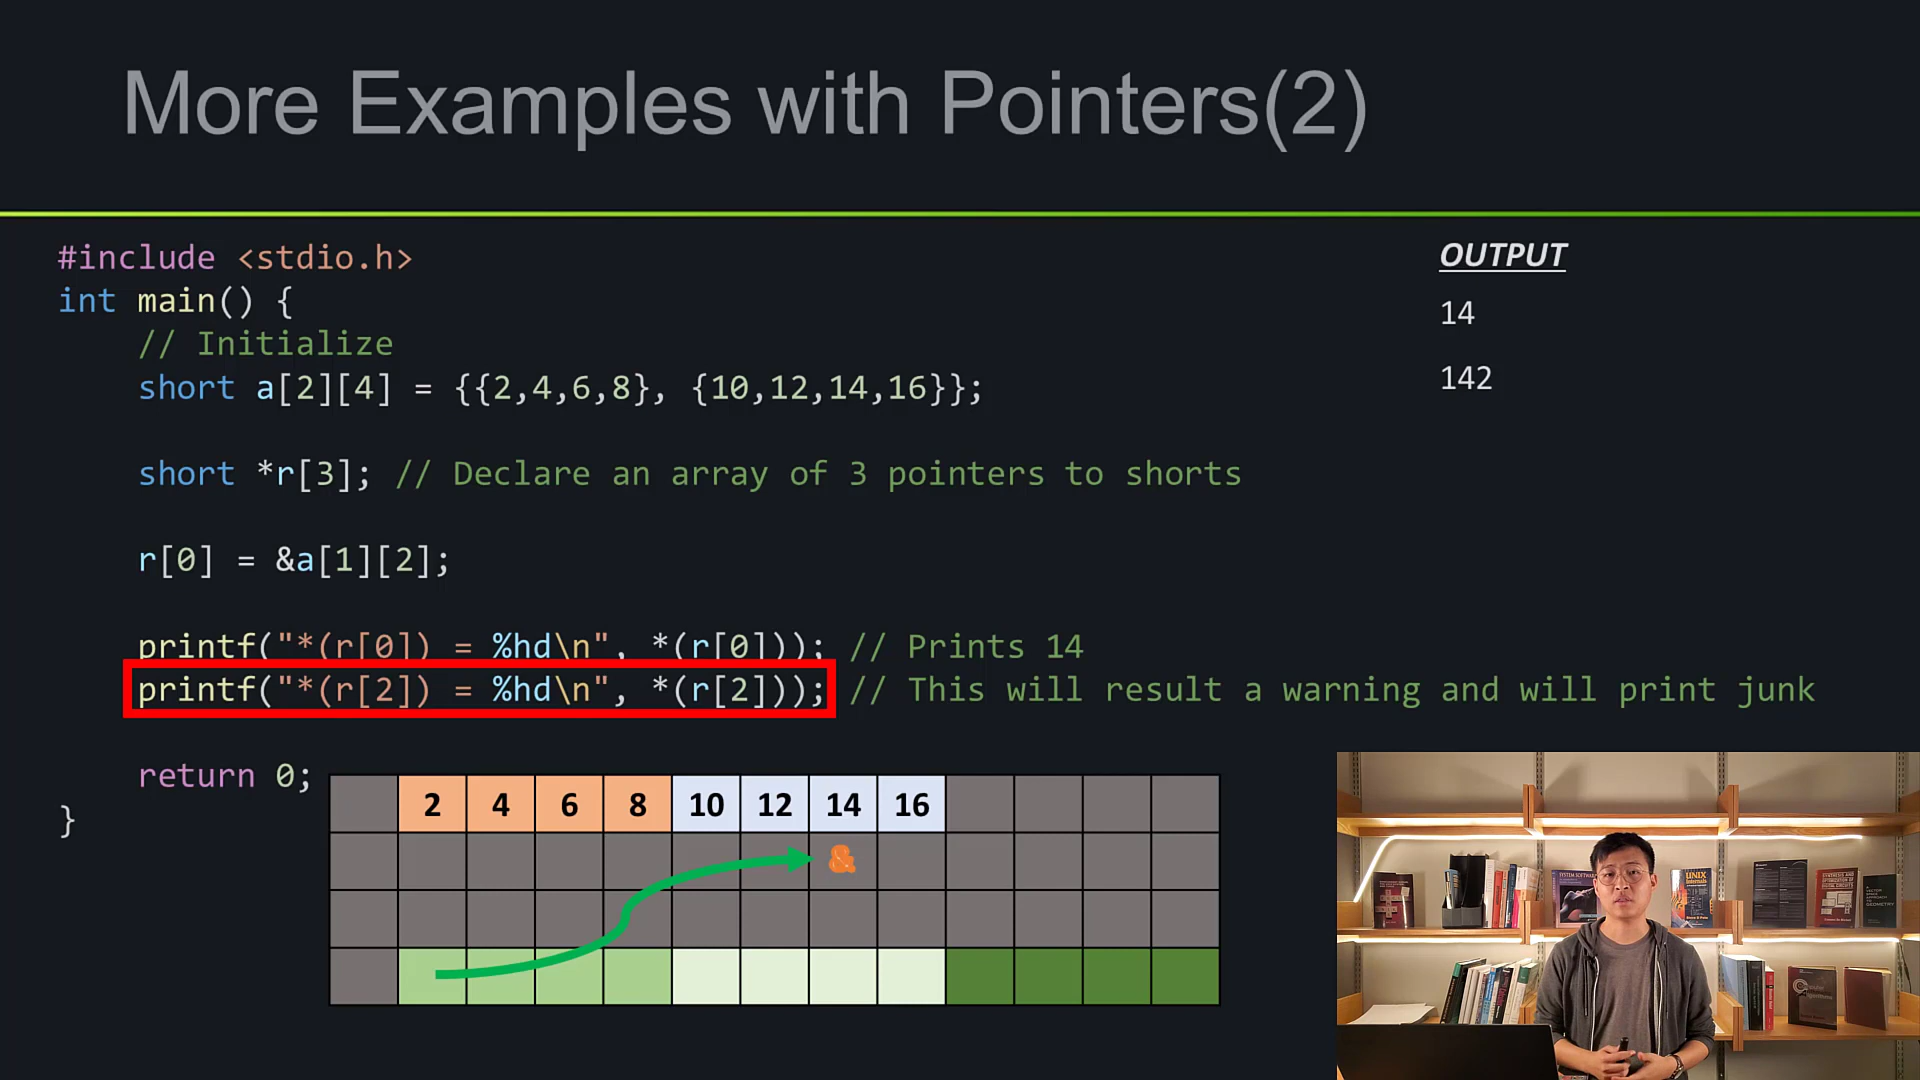 More Examples with Pointers(2)
#include <stdio.h>
int main() {
// Initialize
short a[2][4] = {{2,4,6,8}, {10,12,14,16}};
short *r[3]; // Declare an array of 3 pointers to shorts
r[0] = &a[1][2];
printf("*(r[0]) = %hd\n", *(r[0])); // Prints 14
printf("*(r[2]) = %hd\n", *(r[2])); // This will result a warning and will print junk
return 0;
}
OUTPUT
14
142
2 4 6 8 10 12 14 16
&
UNIX